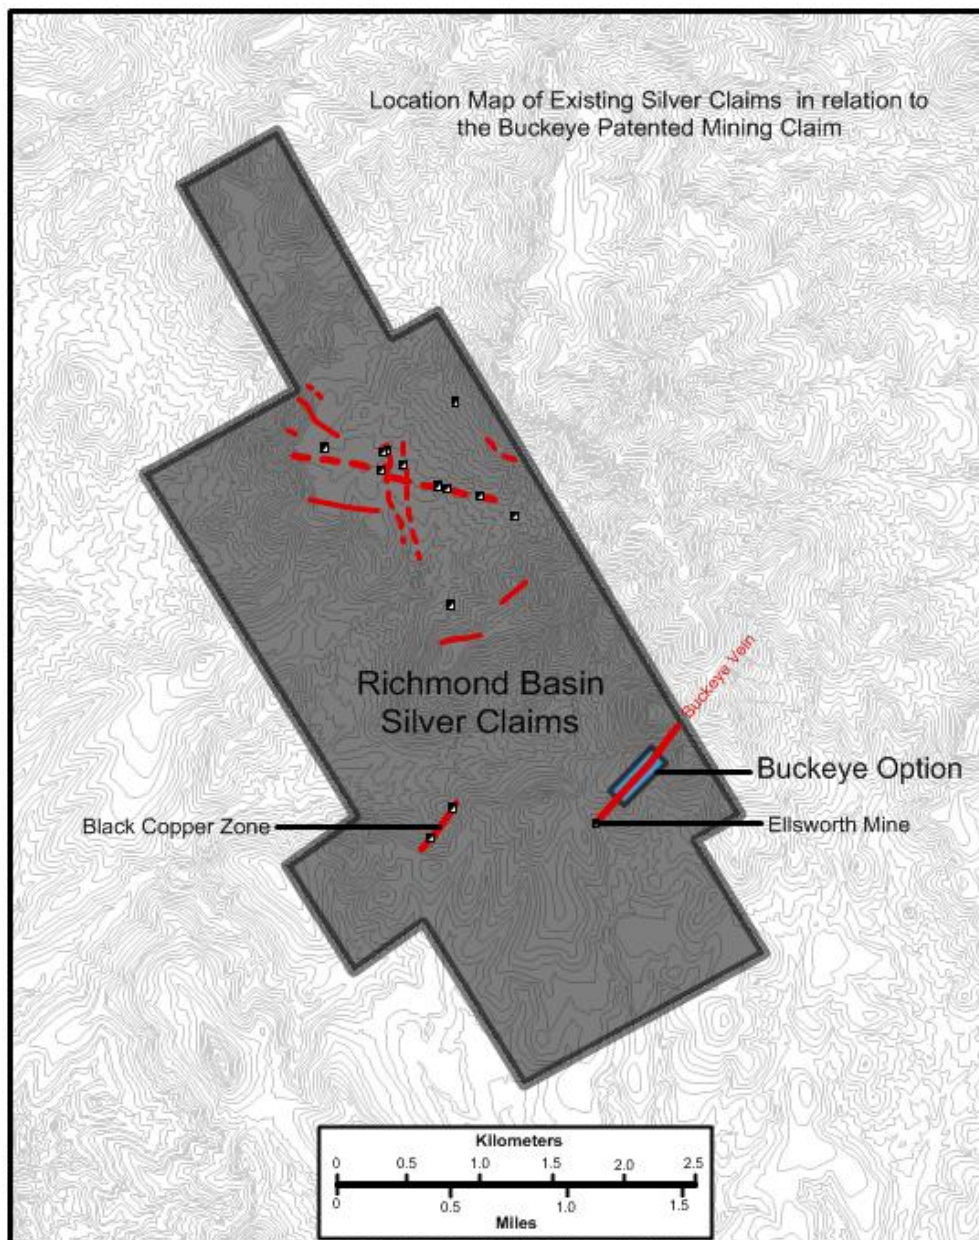 Location Map of Existing Silver Claims in relation to
the Buckeye Patented Mining Claim
Richmond Basin
Silver Claims
Buckeye Vein
Buckeye Option
Black Copper Zone
Ellsworth Mine
Kilometers
0 0.5 1.0 1.5 2.0 2.5
0 0.5 1.0 1.5
Miles